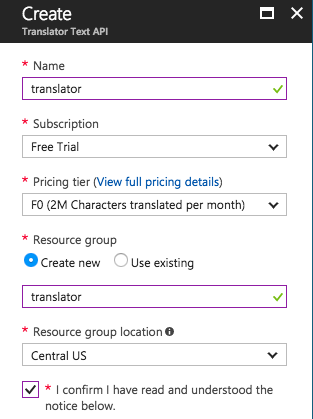 Create
Translator Text API
* Name
translator
* Subscription
Free Trial
* Pricing tier (View full pricing details)
F0 (2M Characters translated per month)
* Resource group
Create new Use existing
translator
* Resource group location
Central US
* I confirm I have read and understood the
notice below.